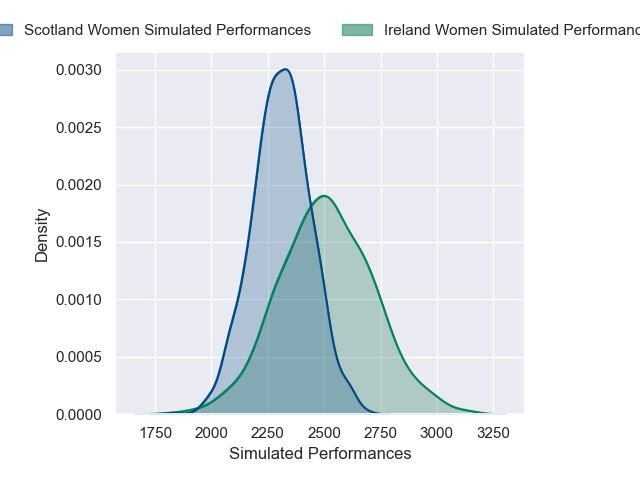 Scotland Women Simulated Performances Ireland Women Simulated
0.0030
0.0025
0.0020
0.0015
0.0010
0.0005
0.0000
Density
1750 2000 2250 2500 2750 3000 3250
Simulated Performances